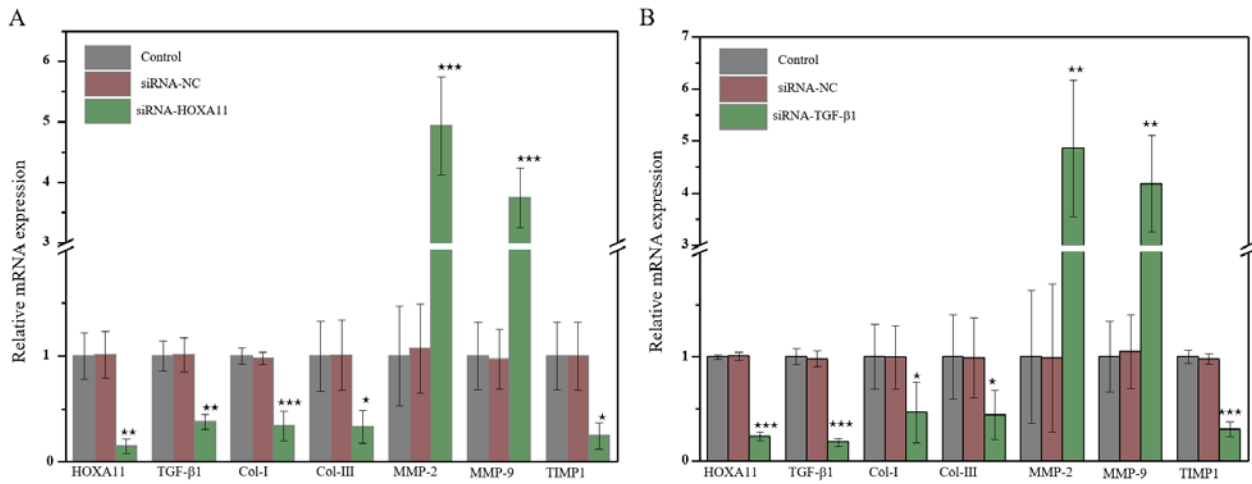 A
Relative mRNA expression
6
5
4
3
1
0
Control
siRNA-NC
siRNA-HOXA11
★★
★★
★★★
★
★★★
★★★
★
HOXA11 TGF-β1 Col-I Col-III MMP-2 MMP-9 TIMP1
B
Relative mRNA expression
7
6
5
4
3
1
0
Control
siRNA-NC
siRNA-TGF-β1
★★★
★★★
★
★
★★
★★
★★★
HOXA11 TGF-β1 Col-I Col-III MMP-2 MMP-9 TIMP1